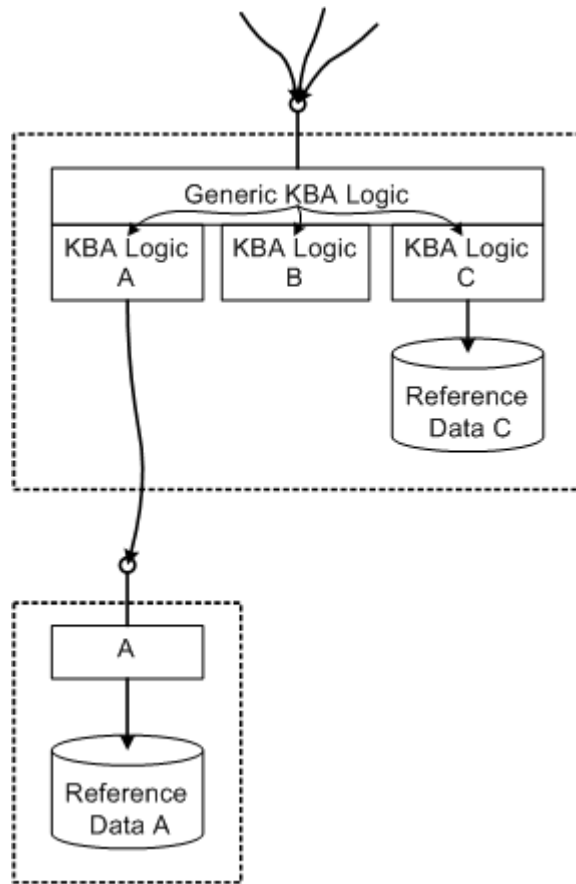 Generic KBA Logic
KBA Logic
A
KBA Logic
B
KBA Logic
C
Reference
Data C
A
Reference
Data A